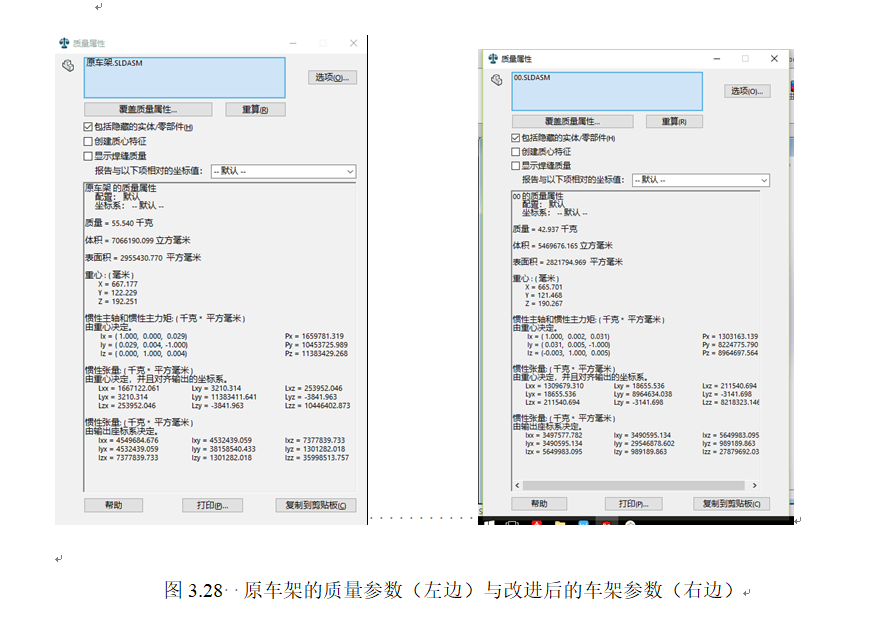 质量属性
原车架.SLDASM
选项(O)...
覆盖质量属性... 重算(R)
包括隐藏的实体/零部件(H)
创建质心特征
显示焊缝质量
报告与以下项相对的坐标值: -- 默认 --
原车架 的质量属性
配置: 默认
坐标系: -- 默认 --
质量 = 55.540 千克
体积 = 7066190.099 立方毫米
表面积 = 2955430.770 平方毫米
重心 : ( 毫米 )
X = 667.177
Y = 122.229
Z = 192.251
惯性主轴和惯性主力矩: ( 千克 * 平方毫米 )
由重心决定。
Ix = ( 1.000, 0.000, 0.029) Px = 1659781.319
Iy = ( 0.029, 0.004, -1.000) Py = 10453725.989
Iz = ( 0.000, 1.000, 0.004) Pz = 11383429.268
惯性张量: ( 千克 * 平方毫米 )
由重心决定，并且对齐输出的坐标系。
Lxx = 1667122.061 Lxy = 3210.314 Lxz = 253952.046
Lyx = 3210.314 Lyy = 11383411.641 Lyz = -3841.963
Lzx = 253952.046 Lzy = -3841.963 Lzz = 10446402.873
惯性张量: ( 千克 * 平方毫米 )
由输出座标系决定。
Ixx = 4549684.676 Ixy = 4532439.059 Ixz = 7377839.733
Iyx = 4532439.059 Iyy = 38158540.433 Iyz = 1301282.018
Izx = 7377839.733 Izy = 1301282.018 Izz = 35998513.757
帮助 打印(P)... 复制到剪贴板(C)
质量属性
00.SLDASM
选项(O)...
覆盖质量属性... 重算(R)
包括隐藏的实体/零部件(H)
创建质心特征
显示焊缝质量
报告与以下项相对的坐标值: -- 默认 --
00 的质量属性
配置: 默认
坐标系: -- 默认 --
质量 = 42.937 千克
体积 = 5469676.165 立方毫米
表面积 = 2821794.969 平方毫米
重心 : ( 毫米 )
X = 665.701
Y = 121.468
Z = 190.267
惯性主轴和惯性主力矩: ( 千克 * 平方毫米 )
由重心决定。
Ix = ( 1.000, 0.002, 0.031) Px = 1303163.139
Iy = ( 0.031, 0.005, -1.000) Py = 8224775.790
Iz = (-0.003, 1.000, 0.005) Pz = 8964697.564
惯性张量: ( 千克 * 平方毫米 )
由重心决定，并且对齐输出的坐标系。
Lxx = 1309679.310 Lxy = 18655.536 Lxz = 211540.694
Lyx = 18655.536 Lyy = 8964634.038 Lyz = -3141.698
Lzx = 211540.694 Lzy = -3141.698 Lzz = 8218323.146
惯性张量: ( 千克 * 平方毫米 )
由输出座标系决定。
Ixx = 3497577.782 Ixy = 3490595.134 Ixz = 5649983.095
Iyx = 3490595.134 Iyy = 29546878.602 Iyz = 989189.863
Izx = 5649983.095 Izy = 989189.863 Izz = 27879692.03
帮助 打印(P)... 复制到剪贴板(C)
图 3.28 原车架的质量参数（左边）与改进后的车架参数（右边）